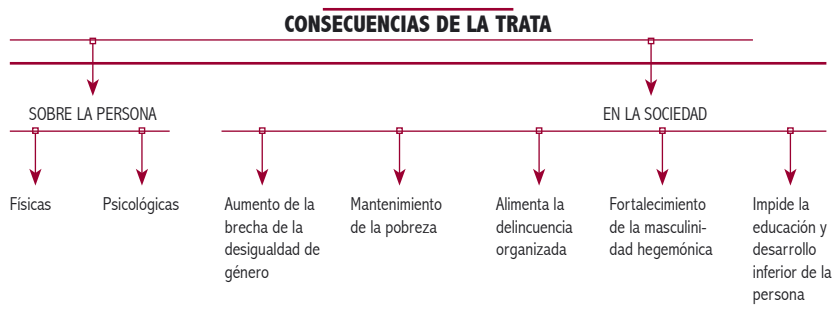 CONSECUENCIAS DE LA TRATA
SOBRE LA PERSONA
EN LA SOCIEDAD
Físicas
Psicológicas
Aumento de la
brecha de la
desigualdad de
género
Mantenimiento
de la pobreza
Alimenta la
delincuencia
organizada
Fortalecimiento
de la masculini-
dad hegemónica
Impide la
educación y
desarrollo
inferior de la
persona